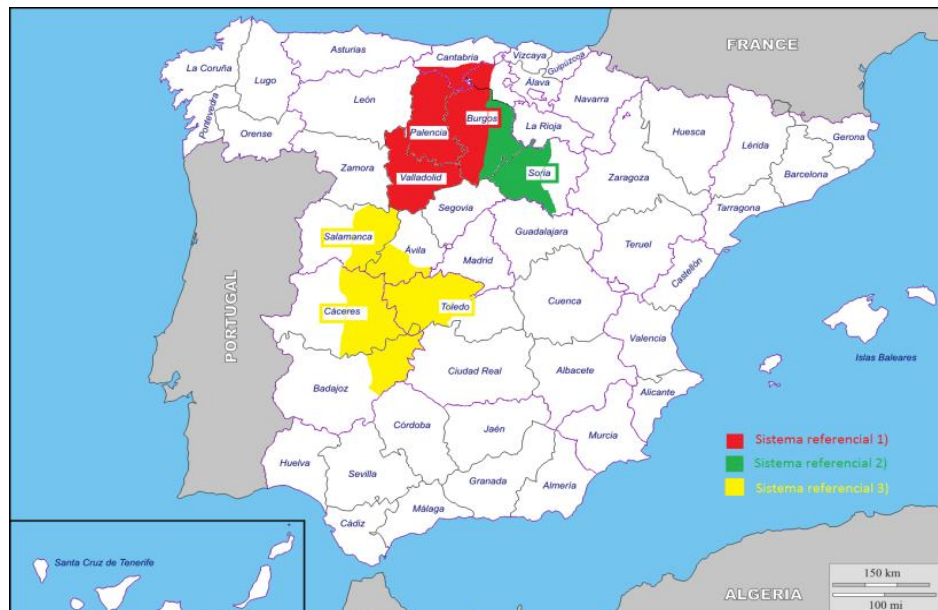 FRANCE
Asturias
Cantabria
Vizcaya
Guipúzcoa
La Coruña
Lugo
Álava
Navarra
León
Pontevedra
Orense
Burgos
Palencia
La Rioja
Huesca
Lérida
Gerona
Barcelona
Zamora
Valladolid
Soria
Zaragoza
Tarragona
Segovia
Salamanca
Ávila
Guadalajara
Teruel
Castellón
Madrid
PORTUGAL
Cáceres
Toledo
Cuenca
Valencia
Islas Baleares
Badajoz
Ciudad Real
Albacete
Alicante
Córdoba
Jaén
Murcia
Sistema referencial 1)
Sistema referencial 2)
Sistema referencial 3)
Huelva
Sevilla
Granada
Almería
Málaga
Cádiz
Santa Cruz de Tenerife
150 km
100 mi
ALGERIA